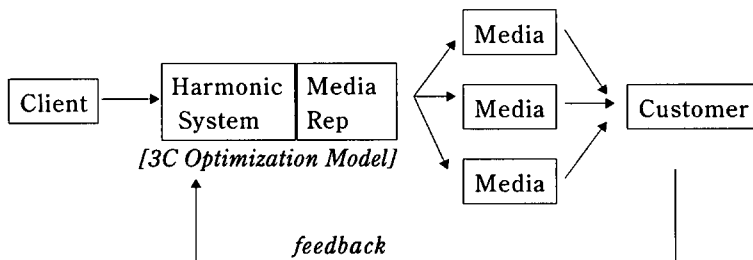 Media
Harmonic Media
Client
System Rep
Media
Customer
[3C Optimization Model]
Media
feedback